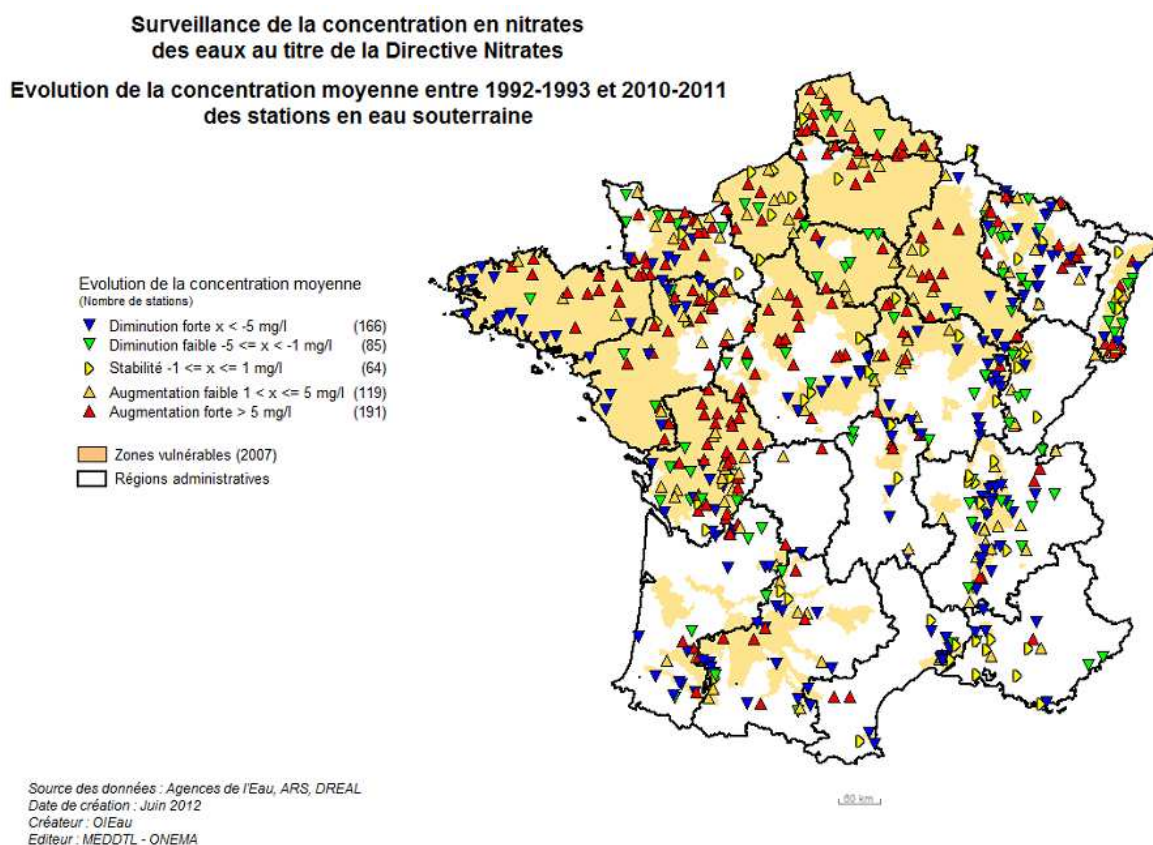 Surveillance de la concentration en nitrates
des eaux au titre de la Directive Nitrates
Evolution de la concentration moyenne entre 1992-1993 et 2010-2011
des stations en eau souterraine
Evolution de la concentration moyenne
(Nombre de stations)
Diminution forte x < -5 mg/l (166)
Diminution faible -5 <= x < -1 mg/l (85)
Stabilité -1 <= x <= 1 mg/l (64)
Augmentation faible 1 < x <= 5 mg/l (119)
Augmentation forte > 5 mg/l (191)
Zones vulnérables (2007)
Régions administratives
60 km
Source des données : Agences de l'Eau, ARS, DREAL
Date de création : Juin 2012
Créateur : OIEau
Editeur : MEDDTL - ONEMA